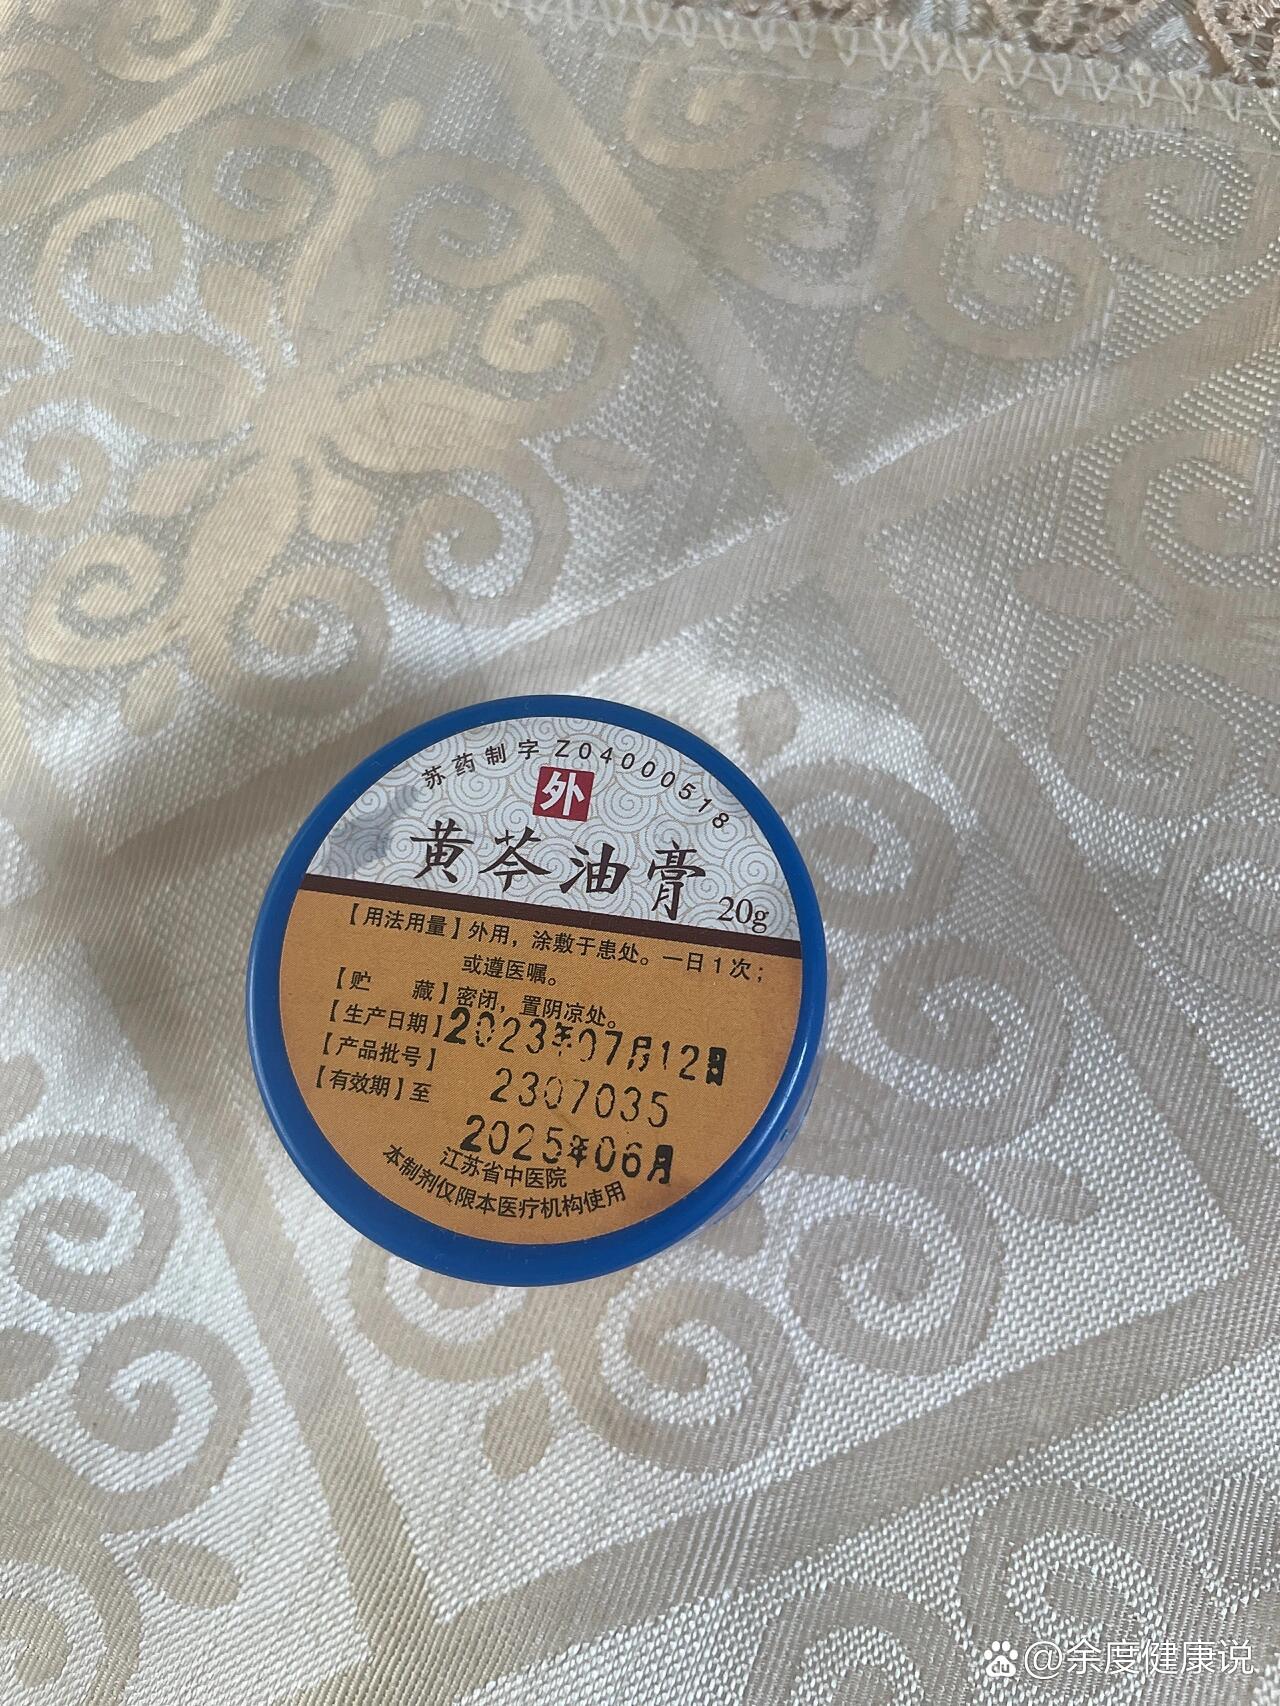 苏药制字Z04000518
外
黄芩油膏 20g
【用法用量】外用，涂敷于患处。一日1次；
或遵医嘱。
【贮 藏】密闭，置阴凉处。
【生产日期】2023年07月12日
【产品批号】 2307035
【有效期】至 2025年06月
江苏省中医院
本制剂仅限本医疗机构使用
Bai du @余度健康说